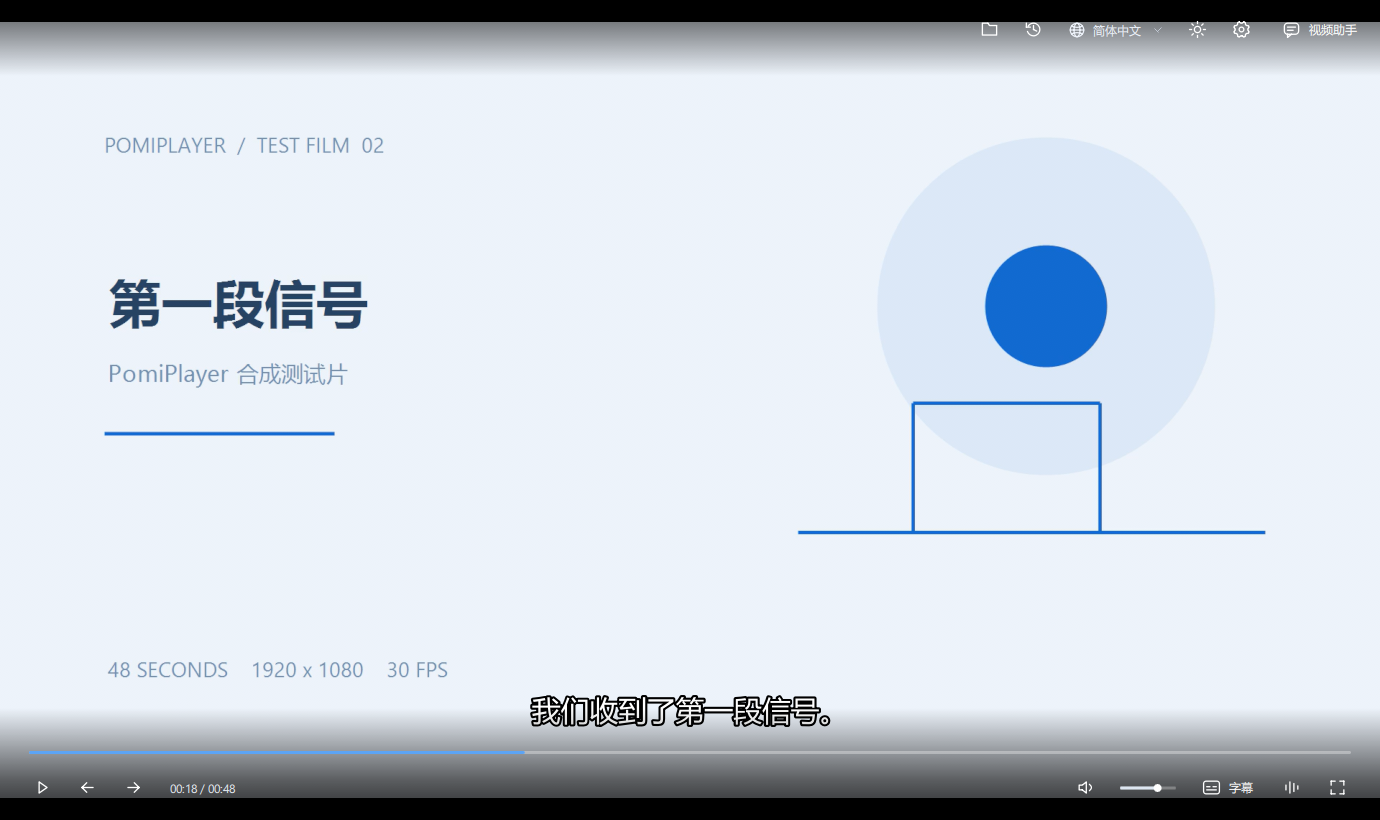 简体中文
视频助手
POMIPLAYER / TEST FILM 02
第一段信号
PomiPlayer 合成测试片
48 SECONDS 1920 x 1080 30 FPS
我们收到了第一段信号。
00:18 / 00:48
字幕